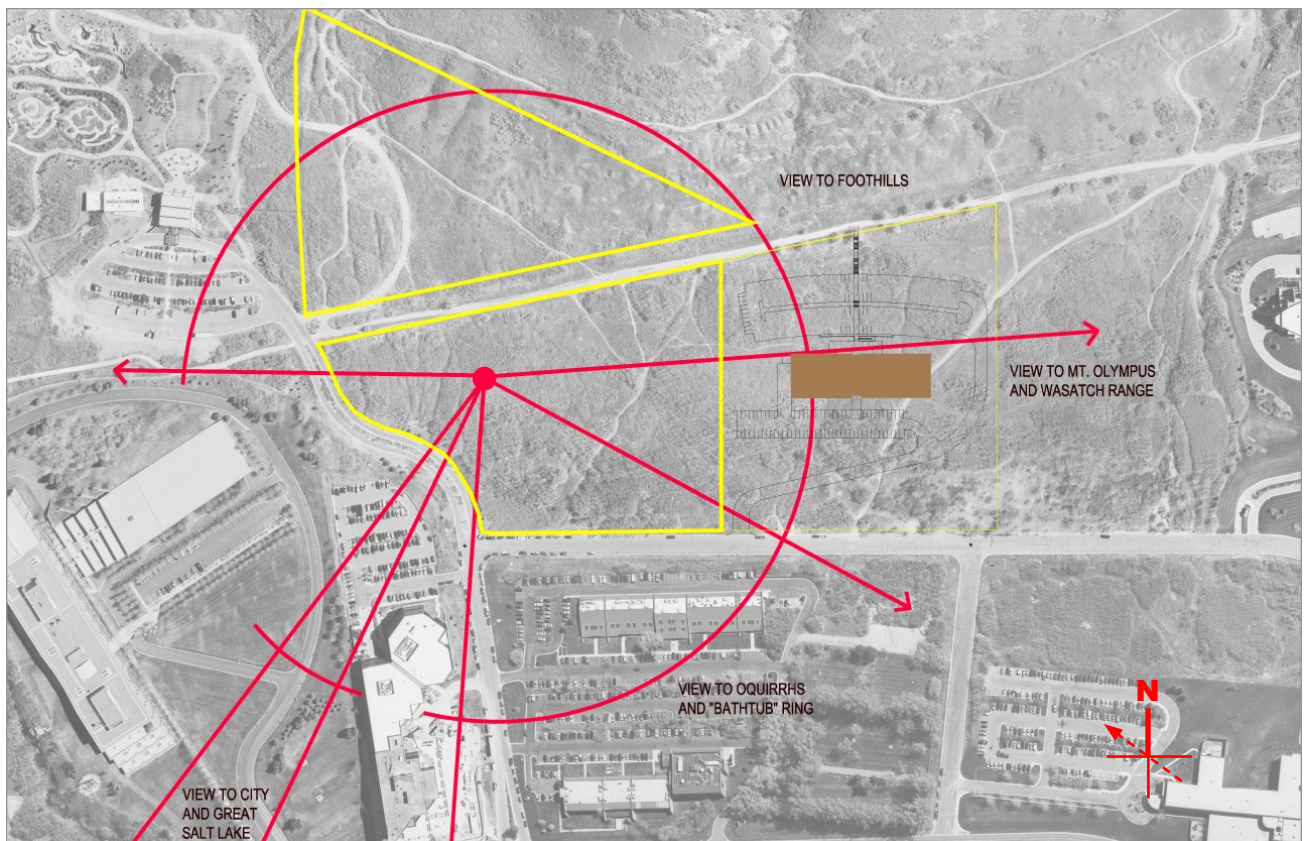 VIEW TO FOOTHILLS
VIEW TO MT. OLYMPUS
AND WASATCH RANGE
VIEW TO OQUIRRHS
AND "BATHTUB" RING
N
VIEW TO CITY
AND GREAT
SALT LAKE